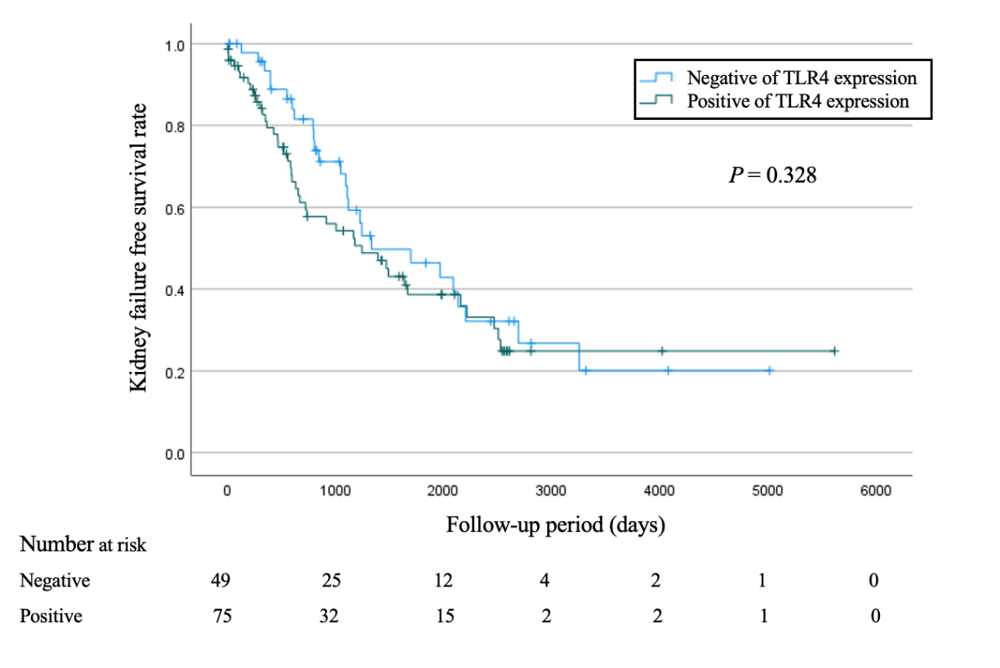 1.0
0.8
0.6
0.4
0.2
0.0
Kidney failure free survival rate
Negative of TLR4 expression
Positive of TLR4 expression
P = 0.328
0 1000 2000 3000 4000 5000 6000
Follow-up period (days)
Number at risk
Negative 49 25 12 4 2 1 0
Positive 75 32 15 2 2 1 0